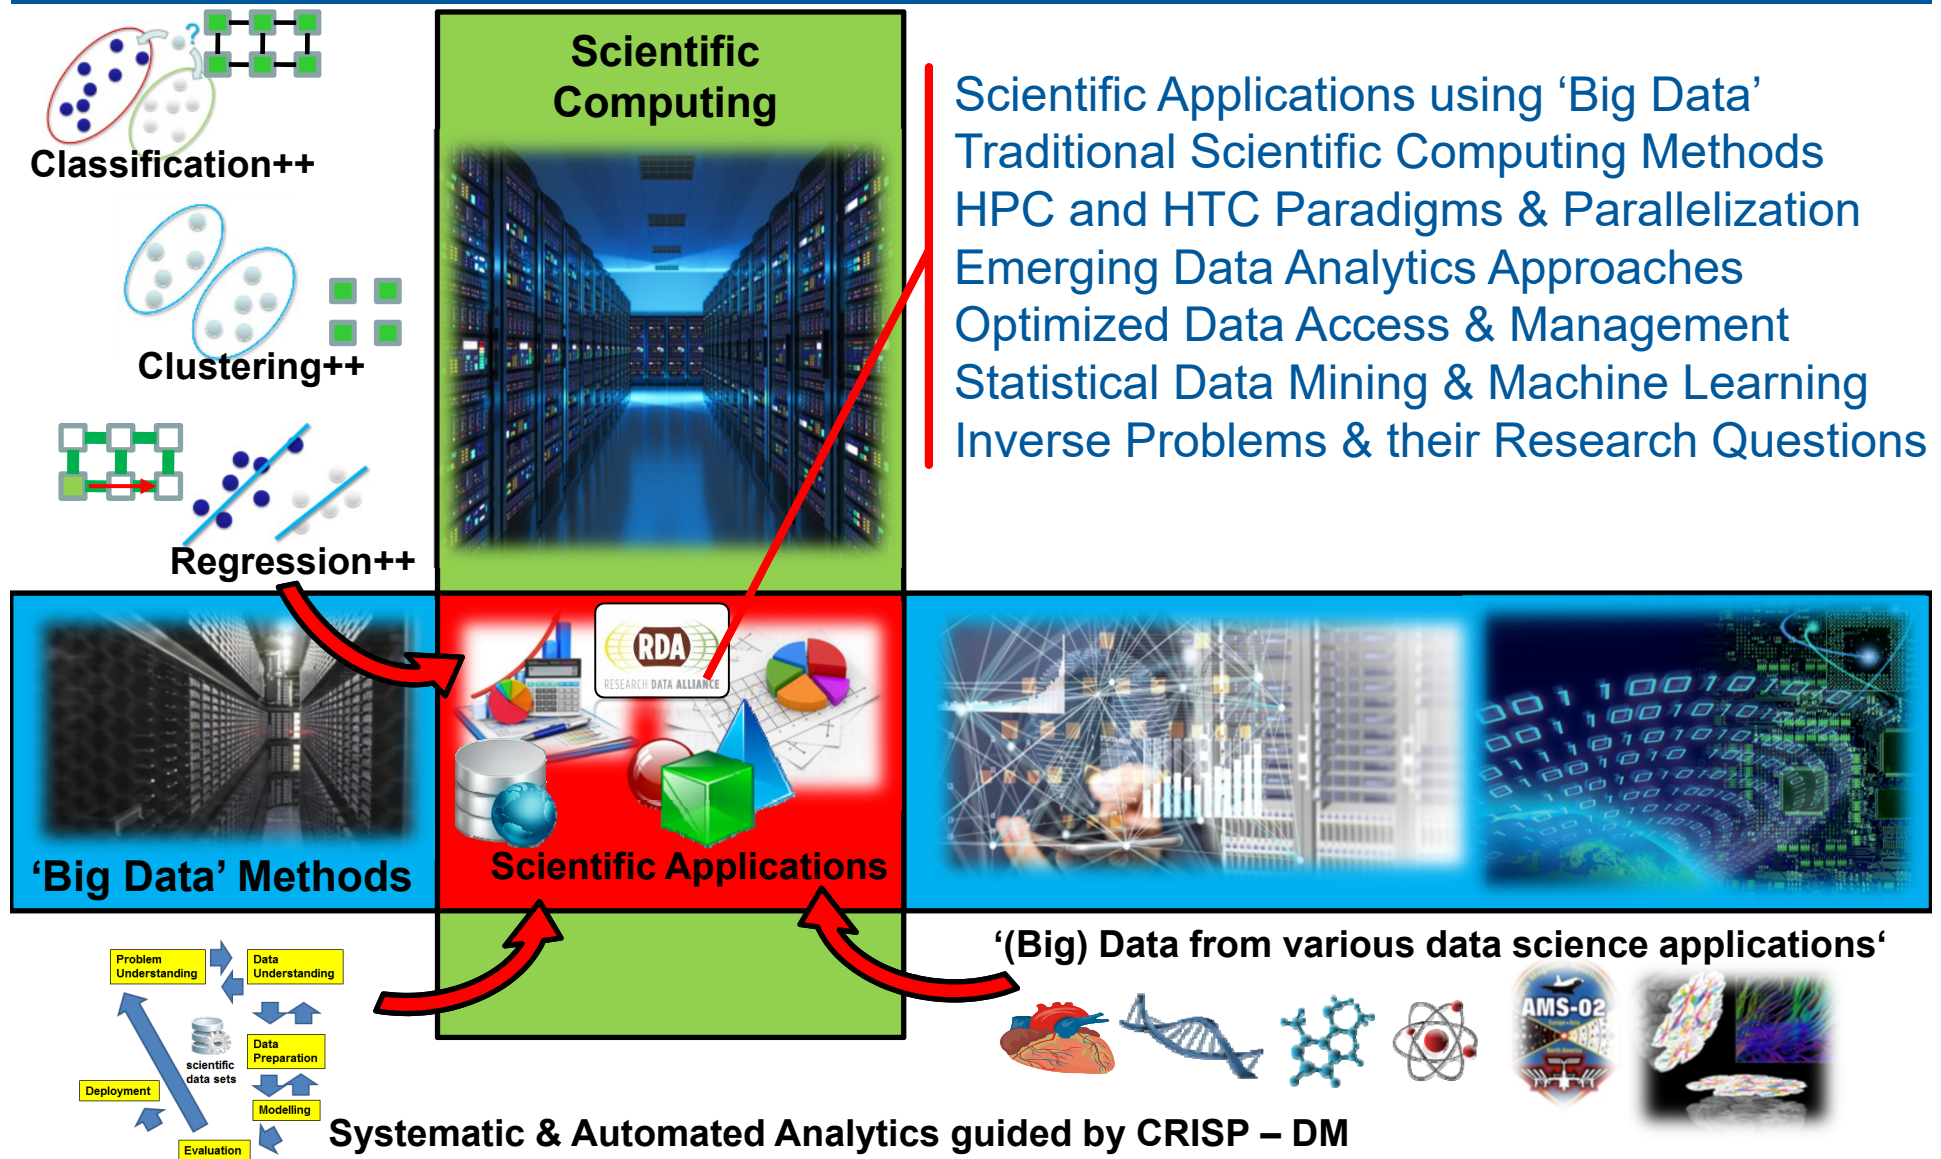 ?
Classification++
Clustering++
Regression++
Scientific
Computing
Scientific Applications using ‘Big Data’
Traditional Scientific Computing Methods
HPC and HTC Paradigms & Parallelization
Emerging Data Analytics Approaches
Optimized Data Access & Management
Statistical Data Mining & Machine Learning
Inverse Problems & their Research Questions
‘Big Data’ Methods
RDA
RESEARCH DATA ALLIANCE
Scientific Applications
‘(Big) Data from various data science applications‘
Problem
Understanding
Data
Understanding
Data
Preparation
scientific
data sets
Deployment
Modelling
Evaluation
AMS-02
Systematic & Automated Analytics guided by CRISP – DM